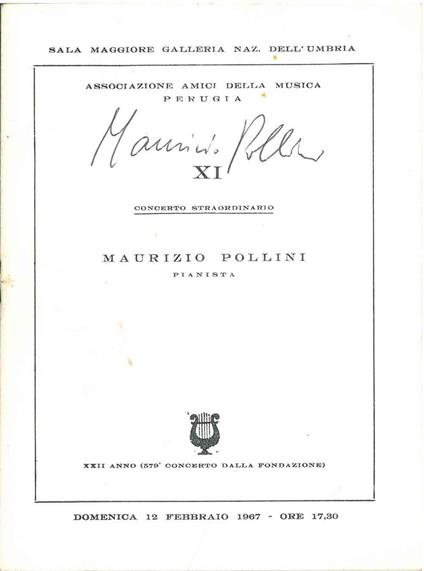 SALA MAGGIORE GALLERIA NAZ. DELL'UMBRIA
ASSOCIAZIONE AMICI DELLA MUSICA
PERUGIA
Maurizio Pollini
XI
CONCERTO STRAORDINARIO
MAURIZIO POLLINI
PIANISTA
XXII ANNO (579° CONCERTO DALLA FONDAZIONE)
DOMENICA 12 FEBBRAIO 1967 - ORE 17,30